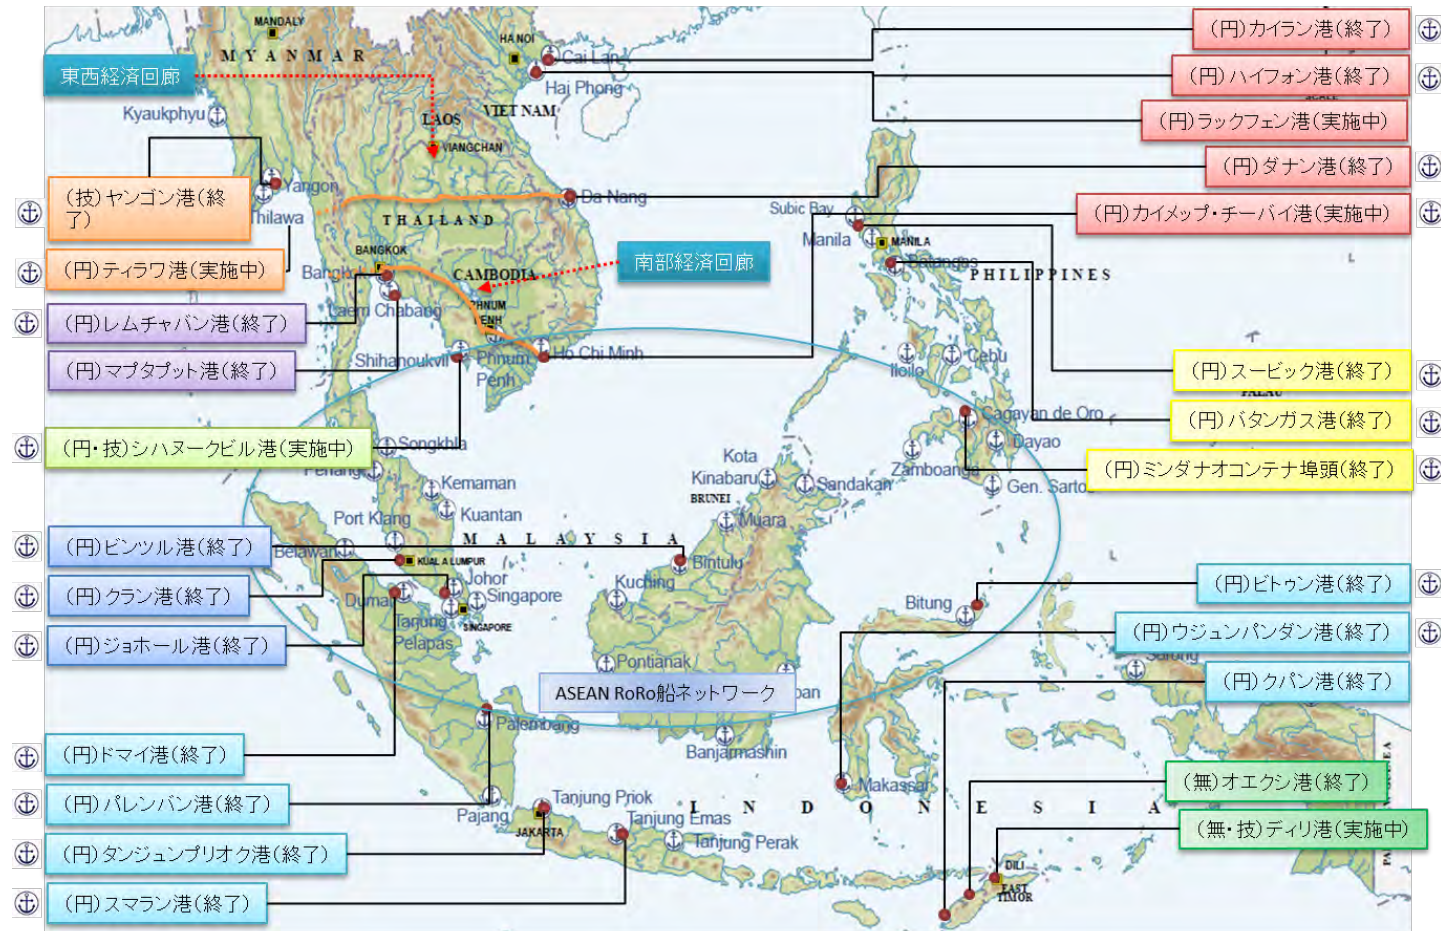 MANDALY
MYANMAR
HANOI
Cai Lan
(円)カイラン港(終了)
東西経済回廊
Hai Phong
(円)ハイフォン港(終了)
Kyaukphyu
VIET NAM
LAOS
(円)ラックフェン港(実施中)
VIANGCHAN
(円)ダナン港(終了)
Yangon
(技)ヤンゴン港(終
了)
Thilawa
Da Nang
THAILAND
Subic Bay
(円)カイメップ・チーバイ港(実施中)
Manila
MANILA
BANGKOK
(円)ティラワ港(実施中)
CAMBODIA
南部経済回廊
Batangas
PHILIPPINES
Laem Chabang
PHNUM
PENH
(円)レムチャバン港(終了)
Shihanoukvil
Phnum
Penh
Ho Chi Minh
Iloilo
Cebu
(円)マプタプット港(終了)
(円)スービック港(終了)
PALAU
Cagayan de Oro
(円)バタンガス港(終了)
(円・技)シハヌークビル港(実施中)
Songkhla
Davao
Penang
Kota
Kinabaru
Zamboanga
(円)ミンダナオコンテナ埠頭(終了)
Kemaman
BRUNEI
Sandakan
Gen. Santos
Kuantan
Port Klang
Muara
MALAYSIA
(円)ビンツル港(終了)
Belawan
KUALA LUMPUR
Bintulu
Johor
Kuching
(円)ビトゥン港(終了)
(円)クラン港(終了)
Dumai
Singapore
Bitung
Tanjung
Pelapas
SINGAPORE
(円)ウジュンパンダン港(終了)
(円)ジョホール港(終了)
Pontianak
Sorong
(円)クパン港(終了)
ASEAN RoRo船ネットワーク
Palembang
Banjarmashin
(円)ドマイ港(終了)
Makassar
(無)オエクシ港(終了)
(円)パレンバン港(終了)
Pajang
Tanjung Priok
INDONESIA
JAKARTA
Tanjung Emas
(無・技)ディリ港(実施中)
Tanjung Perak
(円)タンジュンプリオク港(終了)
DILI
EAST
TIMOR
(円)スマラン港(終了)